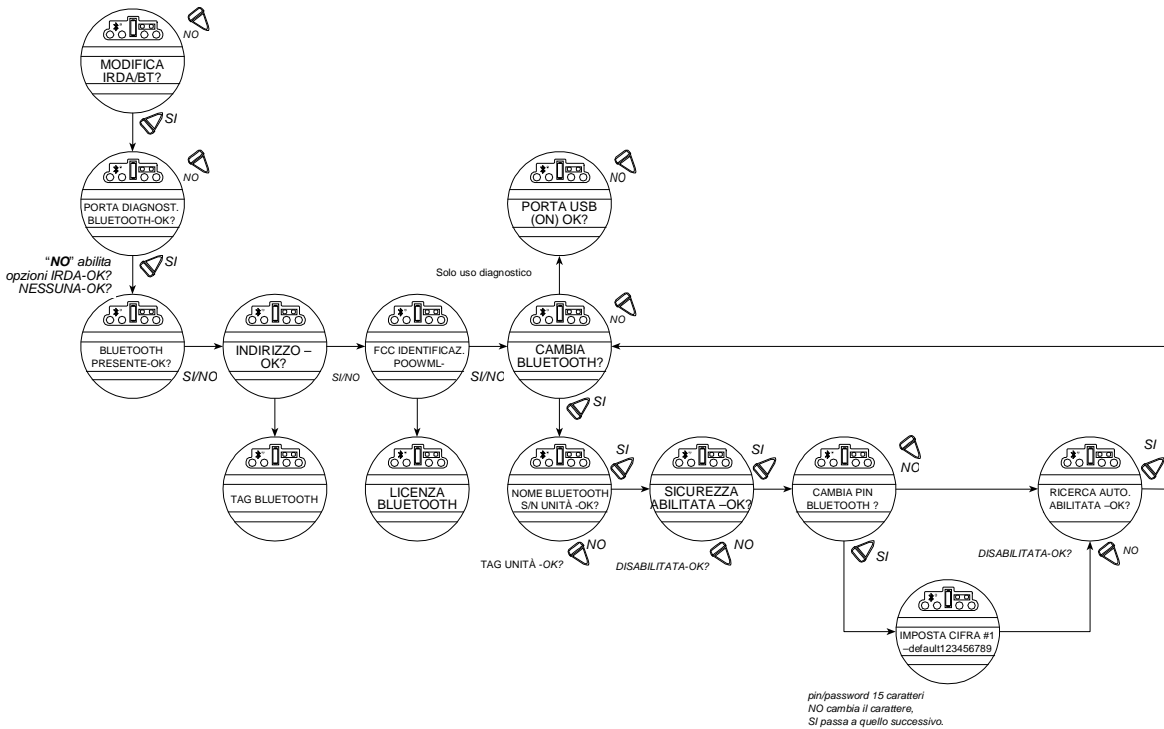 NO
MODIFICA
IRDA/BT?
SI
NO
PORTA DIAGNOST.
BLUETOOTH-OK?
SI
“NO” abilita
opzioni IRDA-OK?
NESSUNA-OK?
NO
PORTA USB
(ON) OK?
Solo uso diagnostico
BLUETOOTH
PRESENTE-OK?
SI/NO
INDIRIZZO –
OK?
SI/NO
FCC IDENTIFICAZ.
POOWML-
SI/NO
NO
CAMBIA
BLUETOOTH?
SI
TAG BLUETOOTH
LICENZA
BLUETOOTH
SI
NOME BLUETOOTH
S/N UNITÀ -OK?
NO
TAG UNITÀ -OK?
SI
SICUREZZA
ABILITATA –OK?
NO
DISABILITATA-OK?
NO
CAMBIA PIN
BLUETOOTH ?
SI
SI
RICERCA AUTO.
ABILITATA –OK?
NO
DISABILITATA-OK?
IMPOSTA CIFRA #1
–default123456789
pin/password 15 caratteri
NO cambia il carattere,
SI passa a quello successivo.